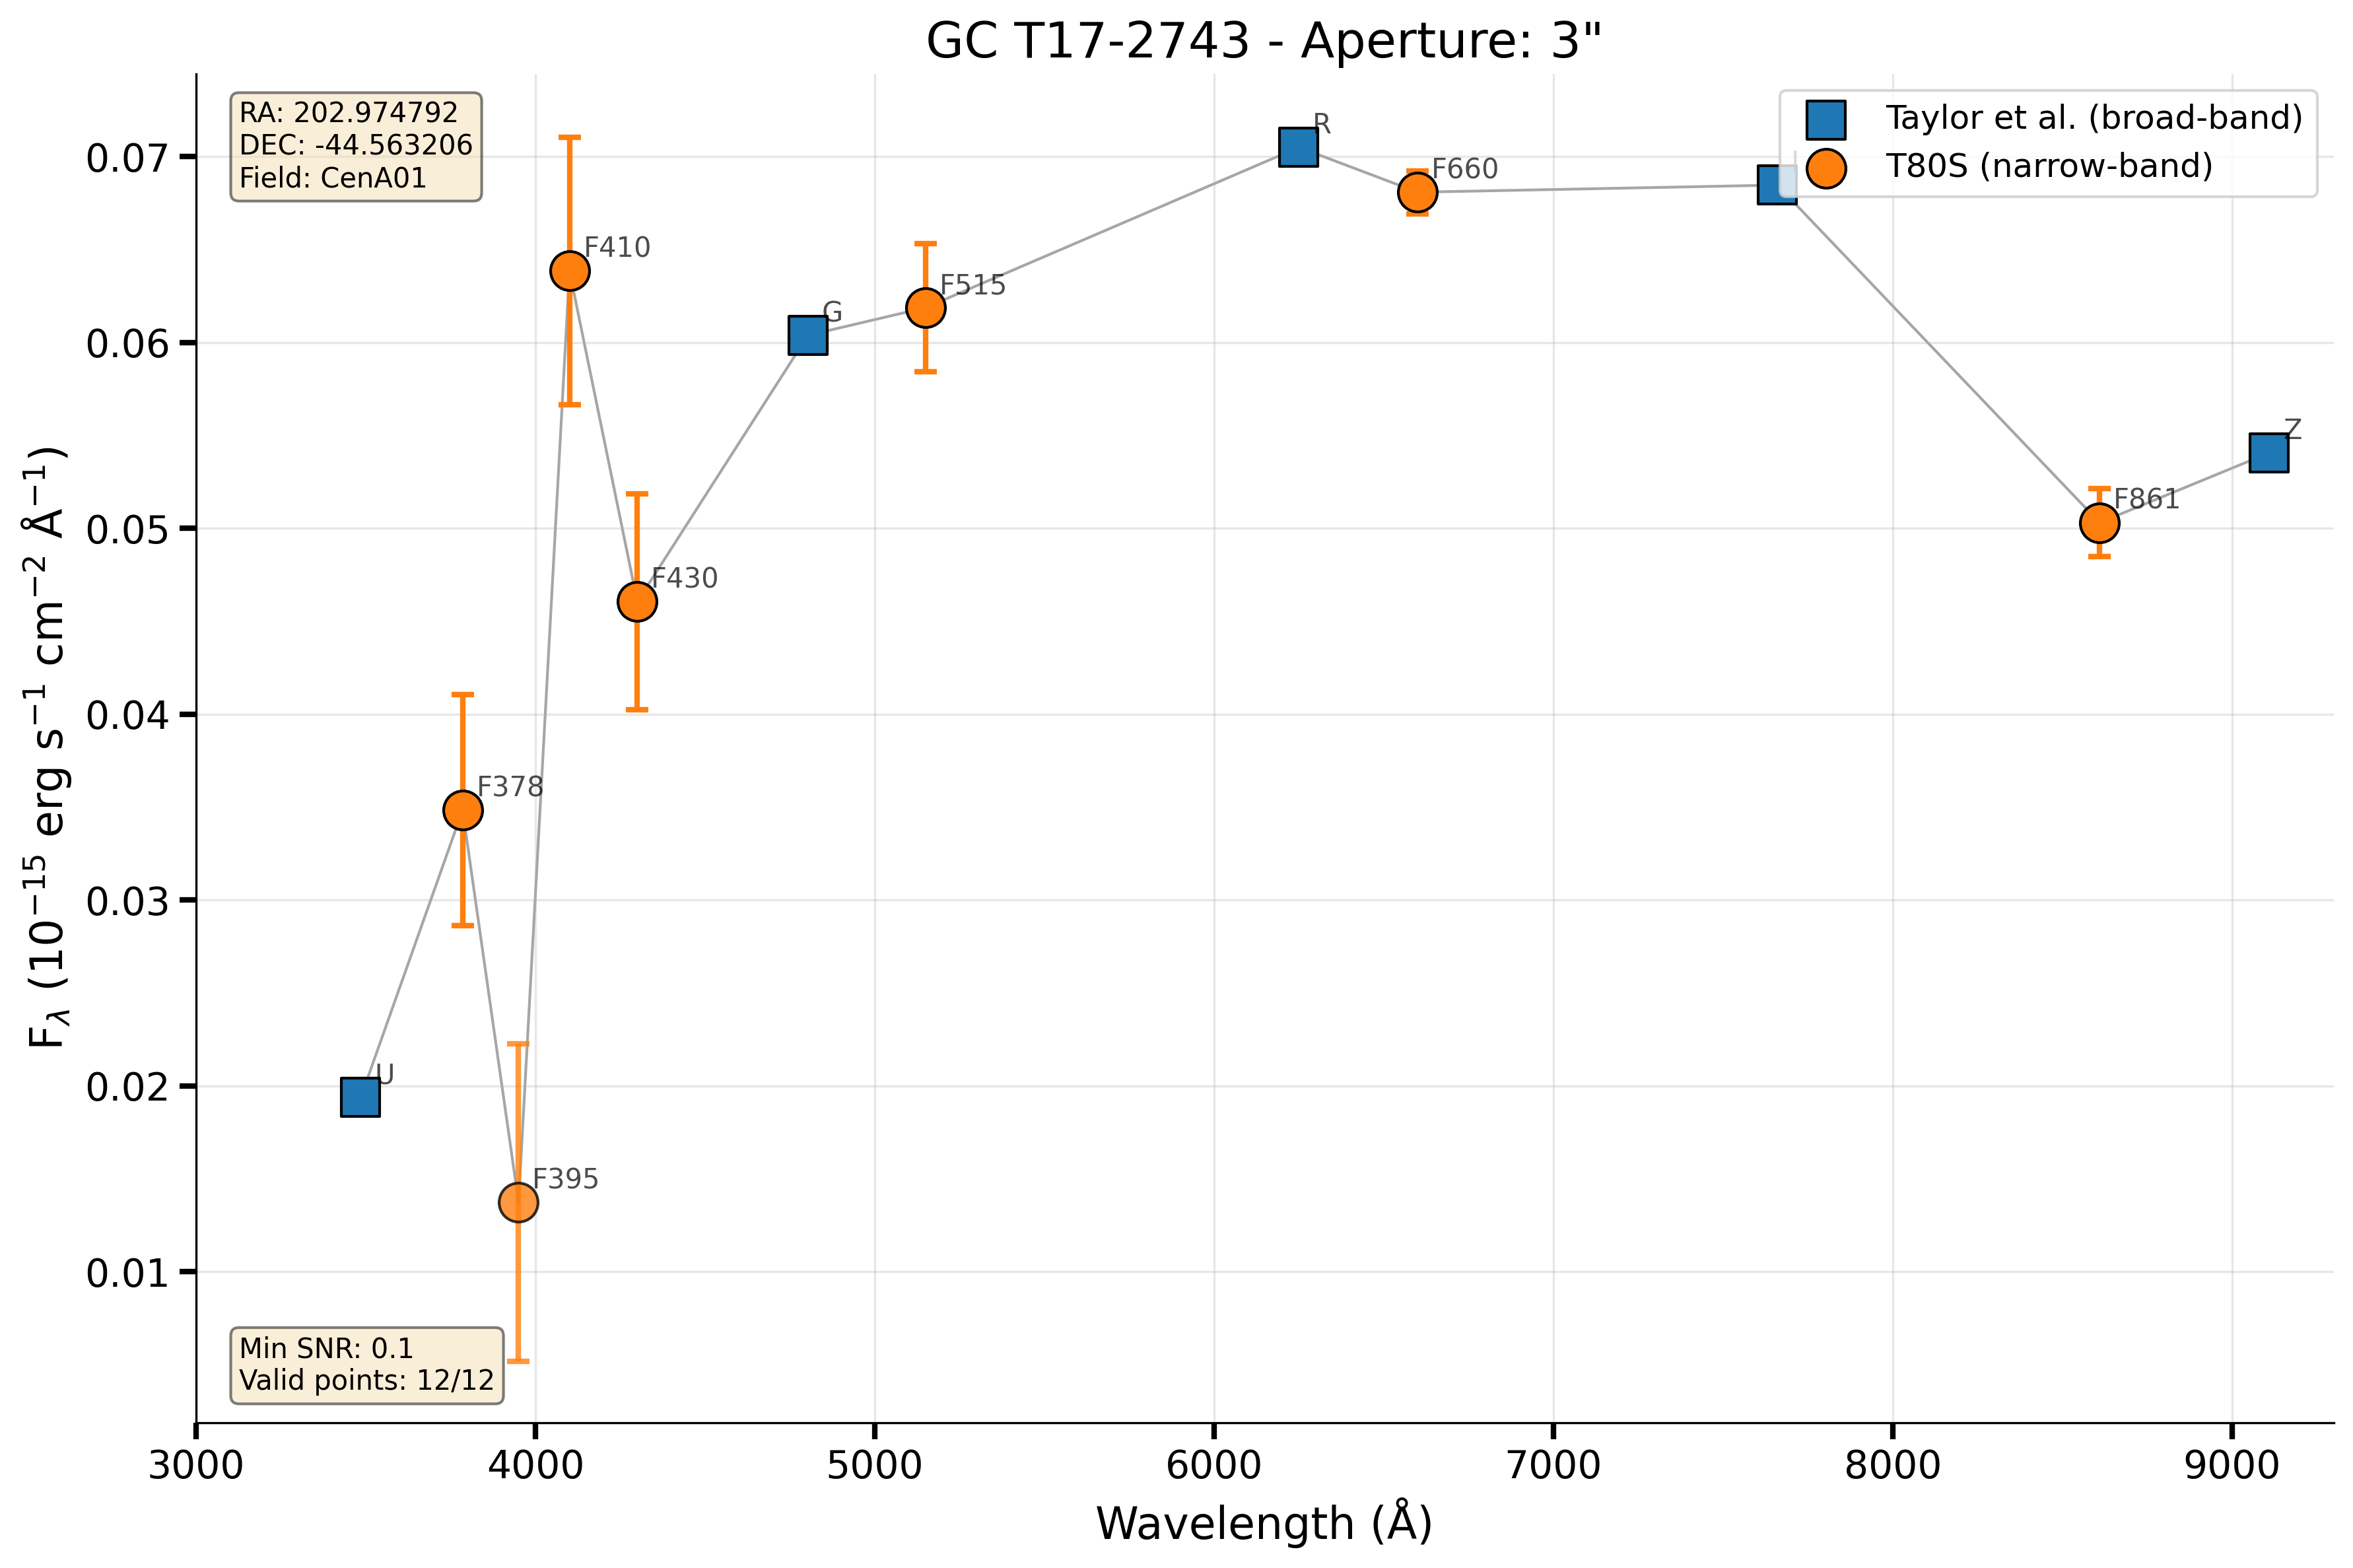 GC T17-2743 - Aperture: 3"
RA: 202.974792
DEC: -44.563206
Field: CenA01
Taylor et al. (broad-band)
T80S (narrow-band)
R
F660
F410
F515
G
Z
F861
F430
F378
U
F395
Min SNR: 0.1
Valid points: 12/12
0.07
0.06
0.05
0.04
0.03
0.02
0.01
F_λ (10⁻¹⁵ erg s⁻¹ cm⁻² Å⁻¹)
3000 4000 5000 6000 7000 8000 9000
Wavelength (Å)